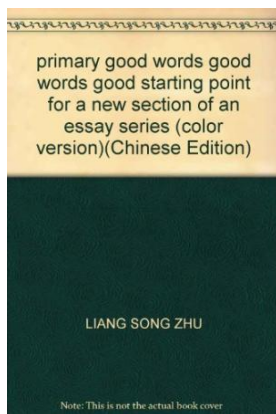 primary good words good
words good starting point
for a new section of an
essay series (color
version)(Chinese Edition)
LIANG SONG ZHU
Note: This is not the actual book cover